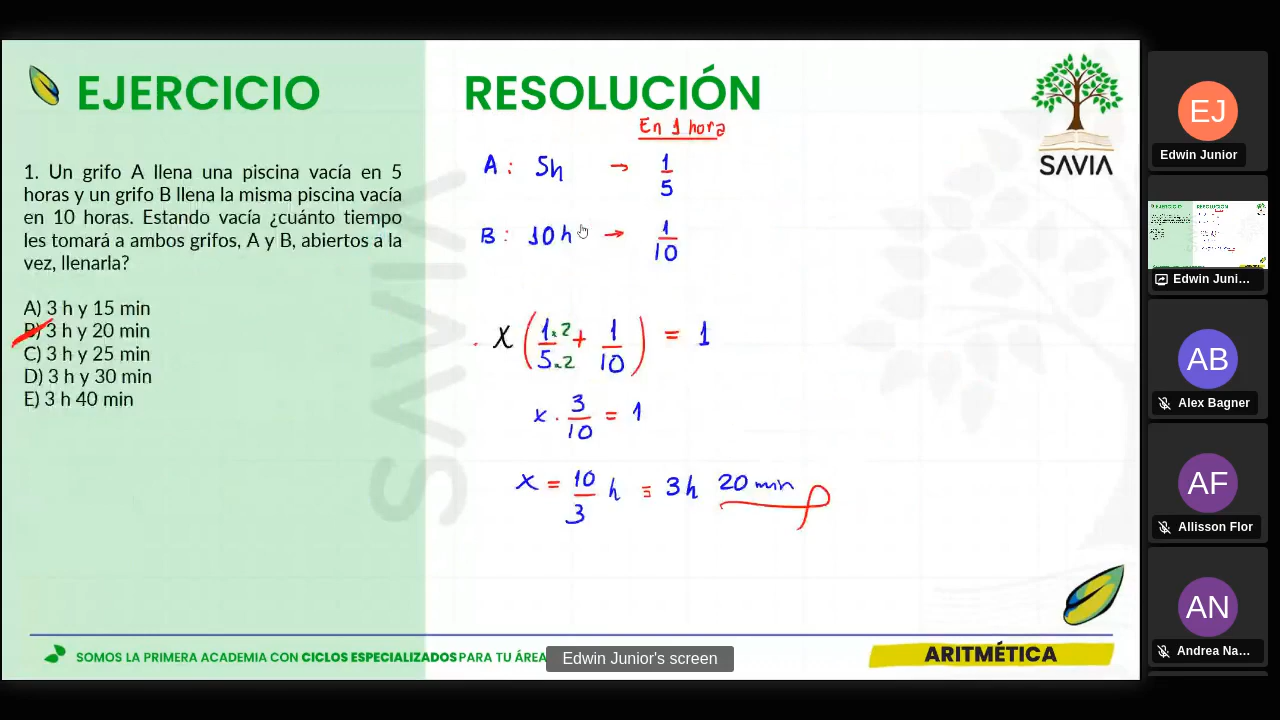 EJERCICIO
1. Un grifo A llena una piscina vacía en 5
horas y un grifo B llena la misma piscina vacía
en 10 horas. Estando vacía ¿cuánto tiempo
les tomará a ambos grifos, A y B, abiertos a la
vez, llenarla?
A) 3 h y 15 min
B) 3 h y 20 min
C) 3 h y 25 min
D) 3 h y 30 min
E) 3 h 40 min
SAVIA
RESOLUCIÓN
En 1 hora
A : 5h → 1/5
B : 10 h → 1/10
x (1×2/5×2 + 1/10) = 1
x . 3/10 = 1
x = 10/3 h = 3h 20 min
SAVIA
SOMOS LA PRIMERA ACADEMIA CON CICLOS ESPECIALIZADOS PARA TU ÁREA
Edwin Junior's screen
ARITMÉTICA
EJ
Edwin Junior
Edwin Juni...
AB
Alex Bagner
AF
Allisson Flor
AN
Andrea Na...